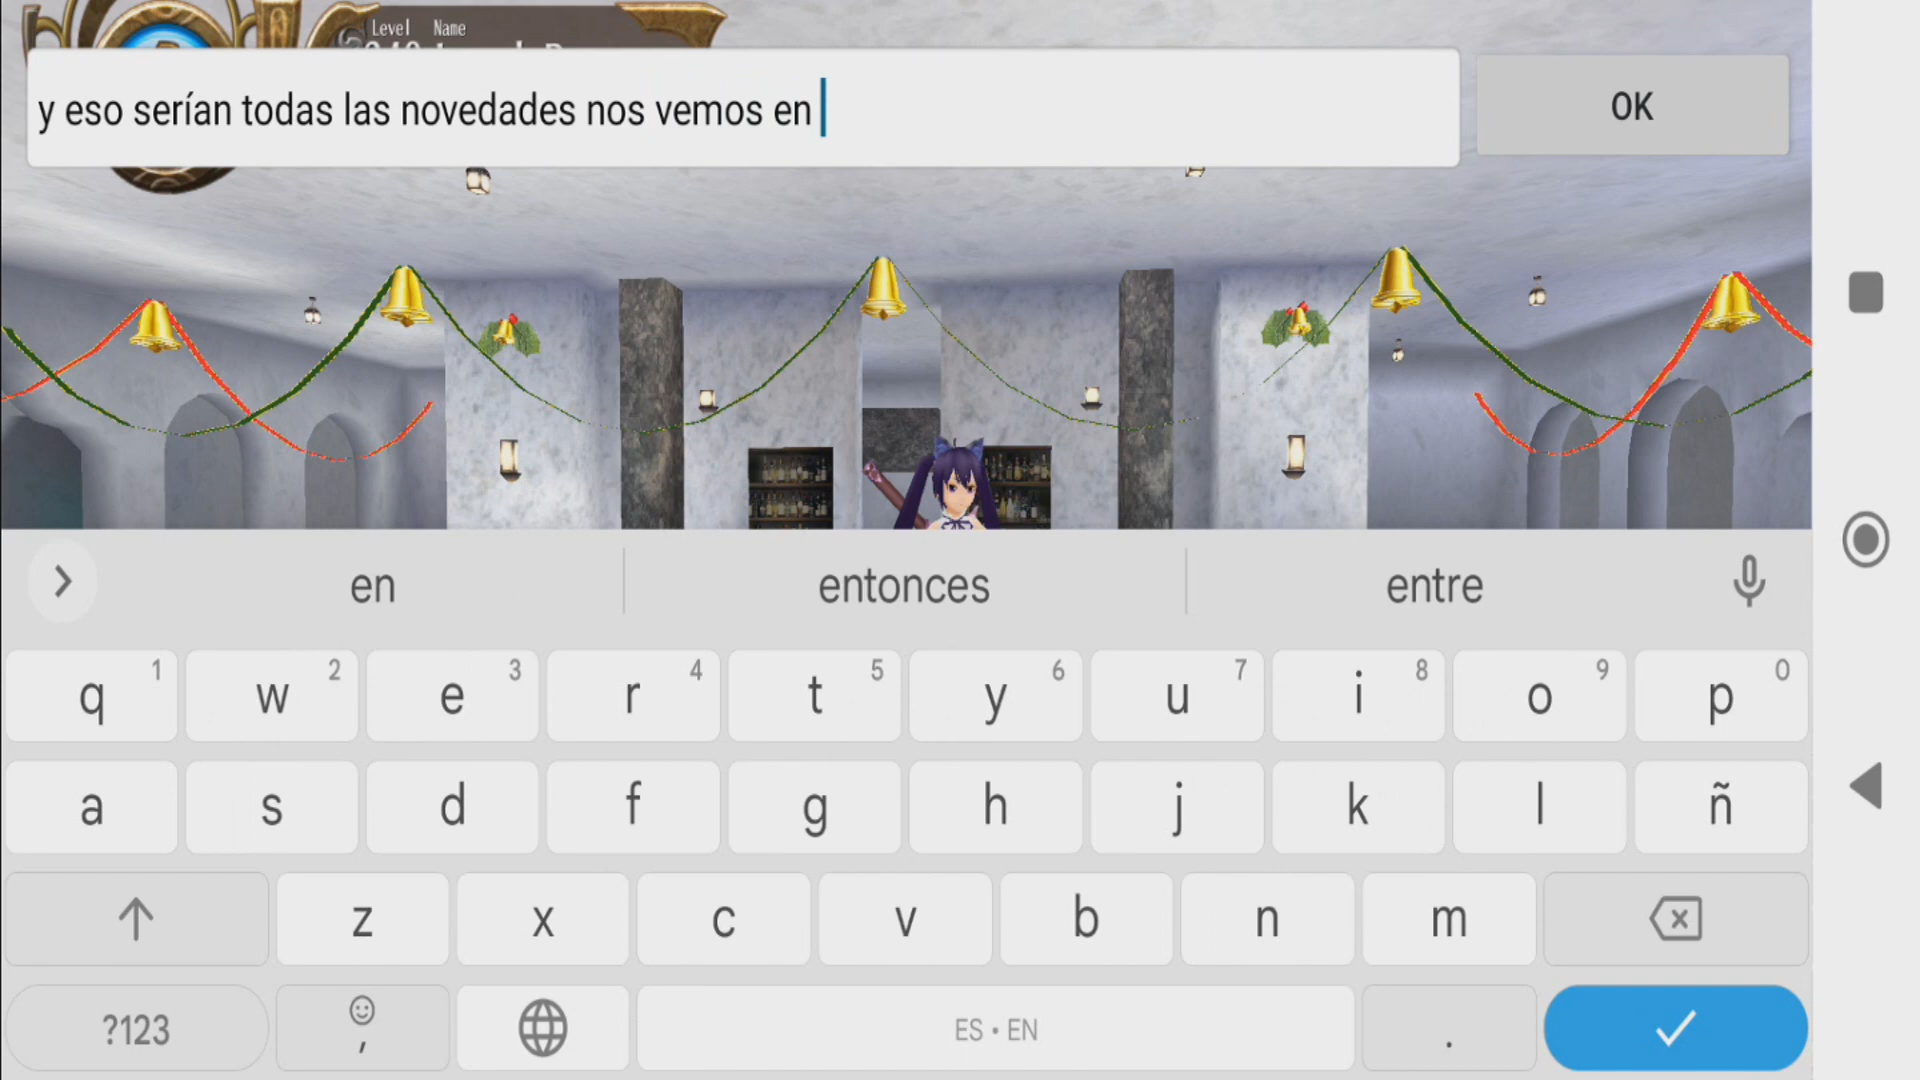 Level Name
y eso serían todas las novedades nos vemos en
OK
en entonces entre
q 1 w 2 e 3 r 4 t 5 y 6 u 7 i 8 o 9 p 0
a s d f g h j k l ñ
z x c v b n m
?123 , ES • EN .